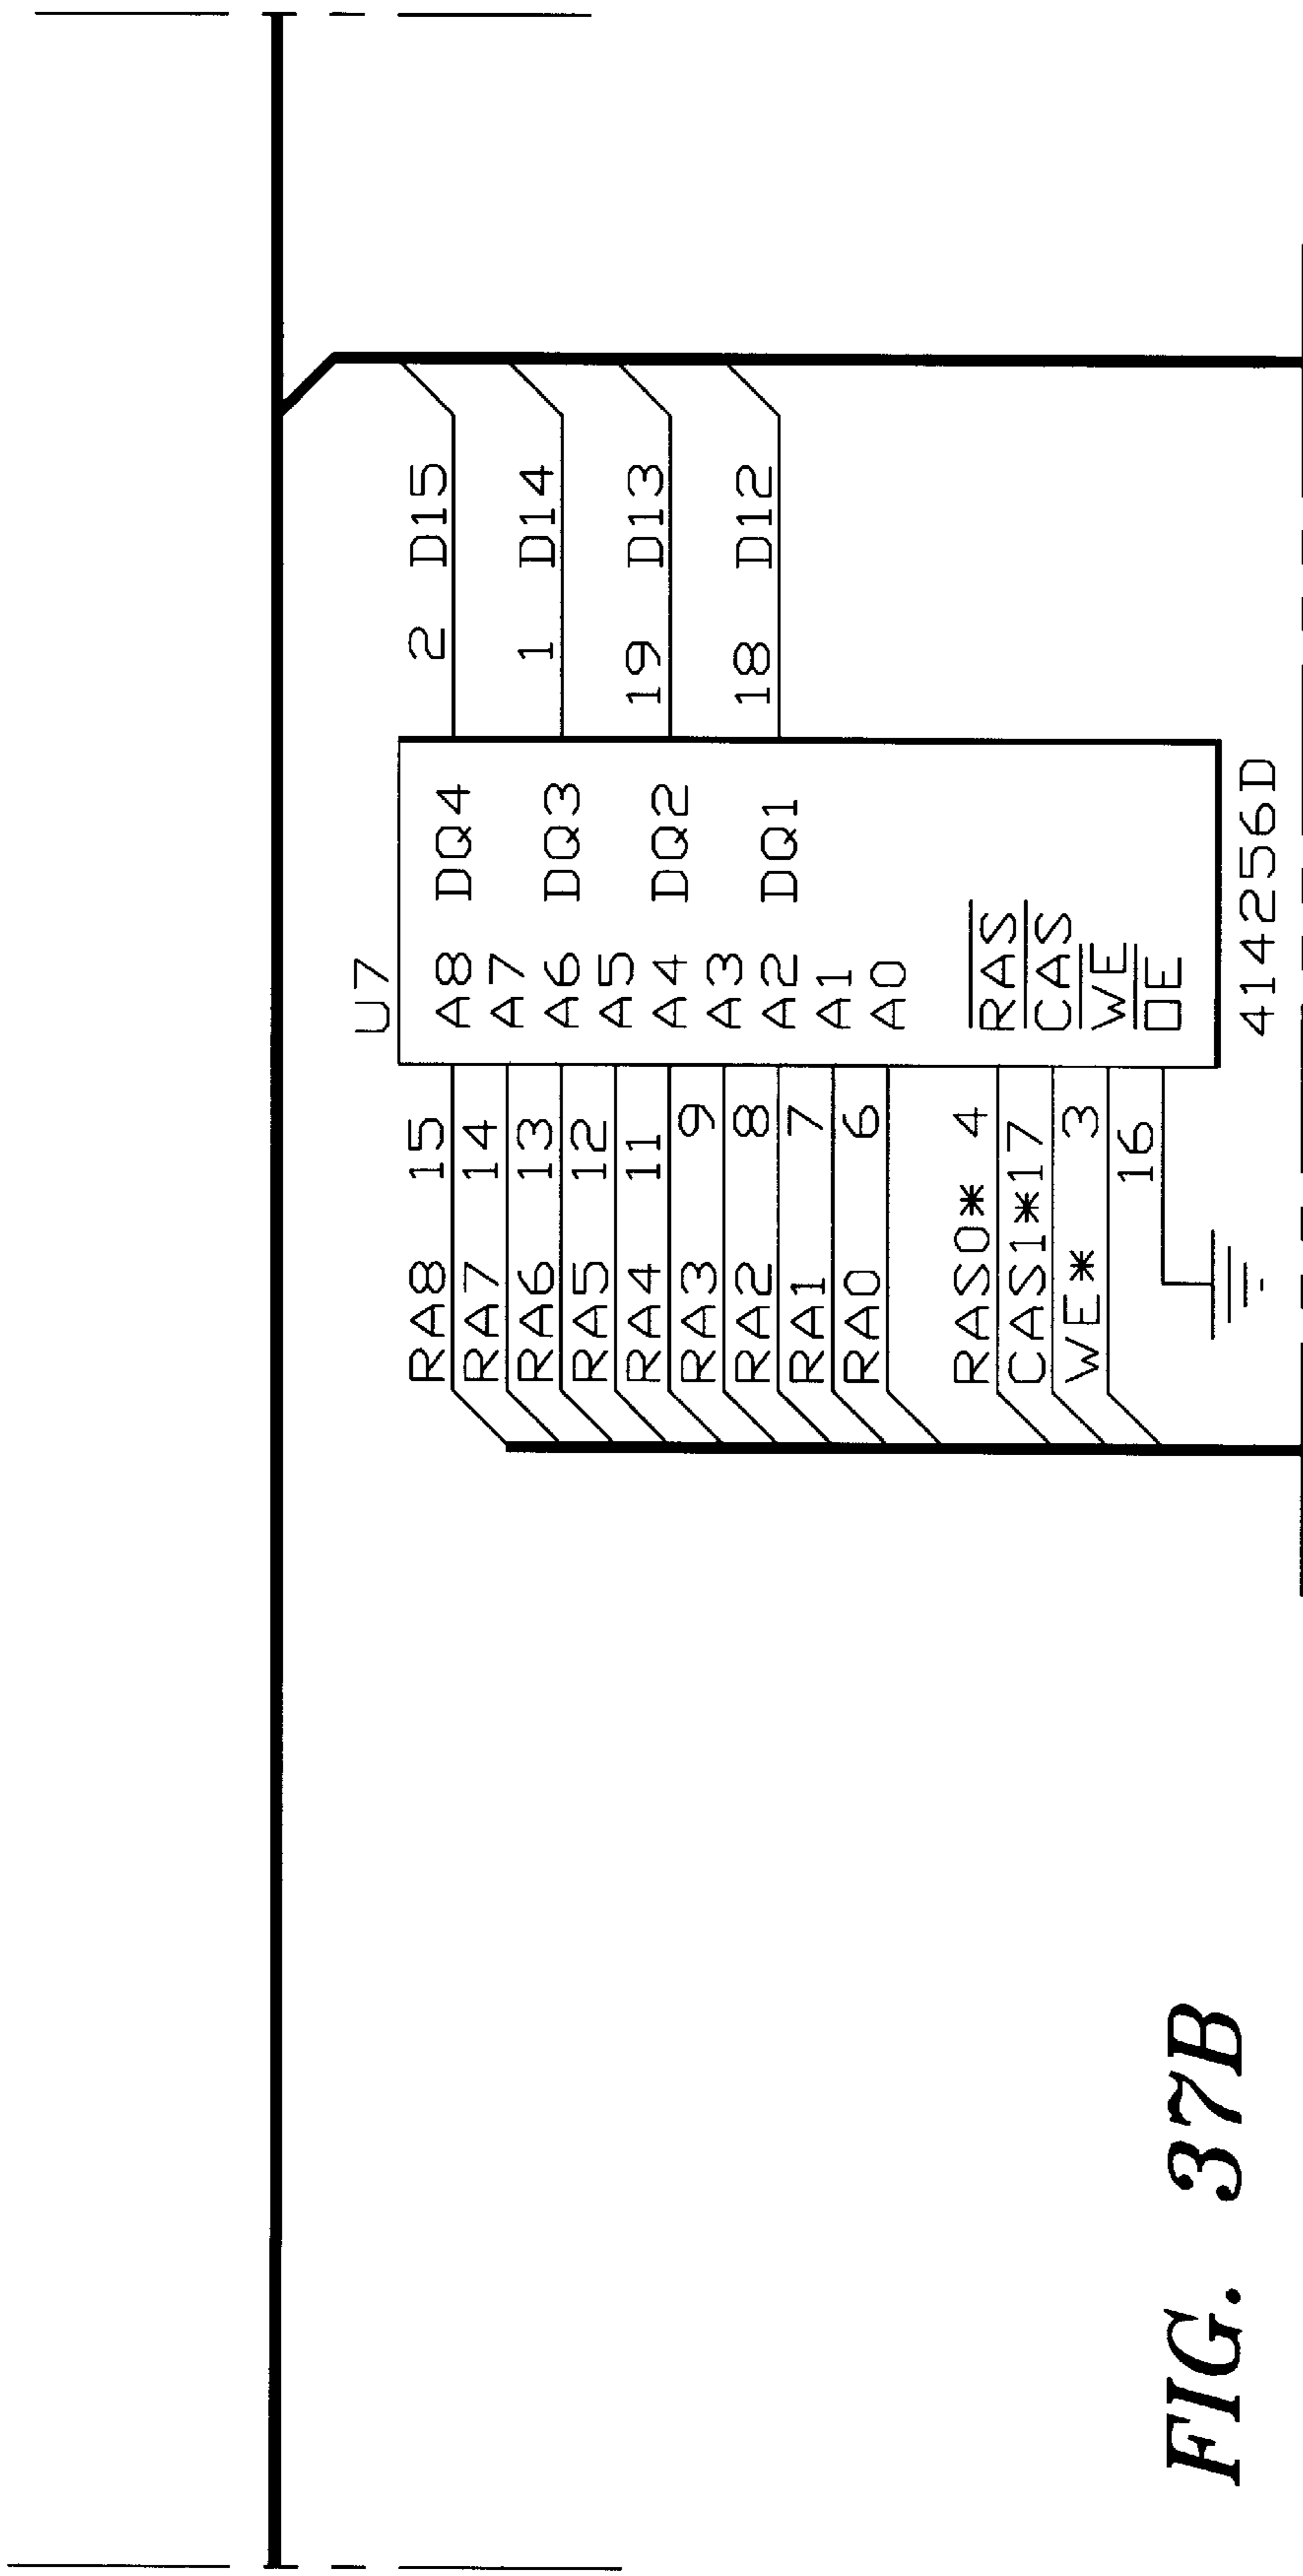 U7
RA8 15 A8 DQ4 2 D15
RA7 14 A7
RA6 13 A6 DQ3 1 D14
RA5 12 A5
RA4 11 A4 DQ2 19 D13
RA3 9 A3
RA2 8 A2 DQ1 18 D12
RA1 7 A1
RA0 6 A0
RAS0* 4 RAS
CAS1*17 CAS
WE* 3 WE
16 OE
414256D
FIG. 37B